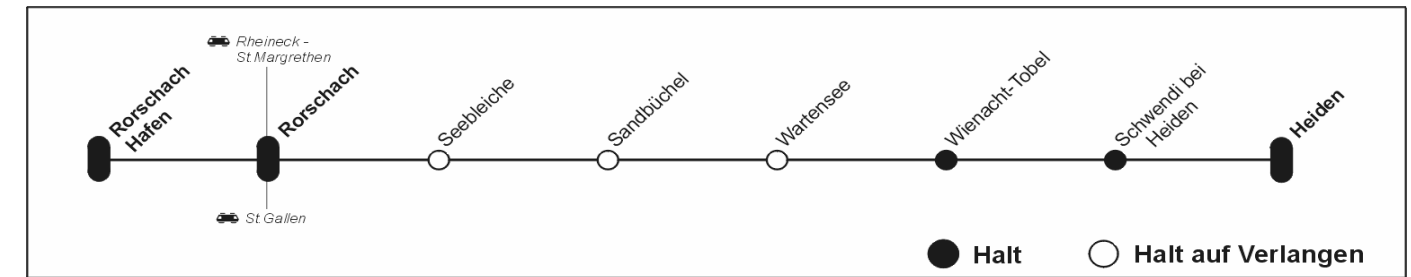 Rheineck -
St.Margrethen
Rorschach
Hafen
Rorschach
Seebleiche
Sandbüchel
Wartensee
Wienacht-Tobel
Schwendi bei
Heiden
Heiden
St.Gallen
Halt
Halt auf Verlangen